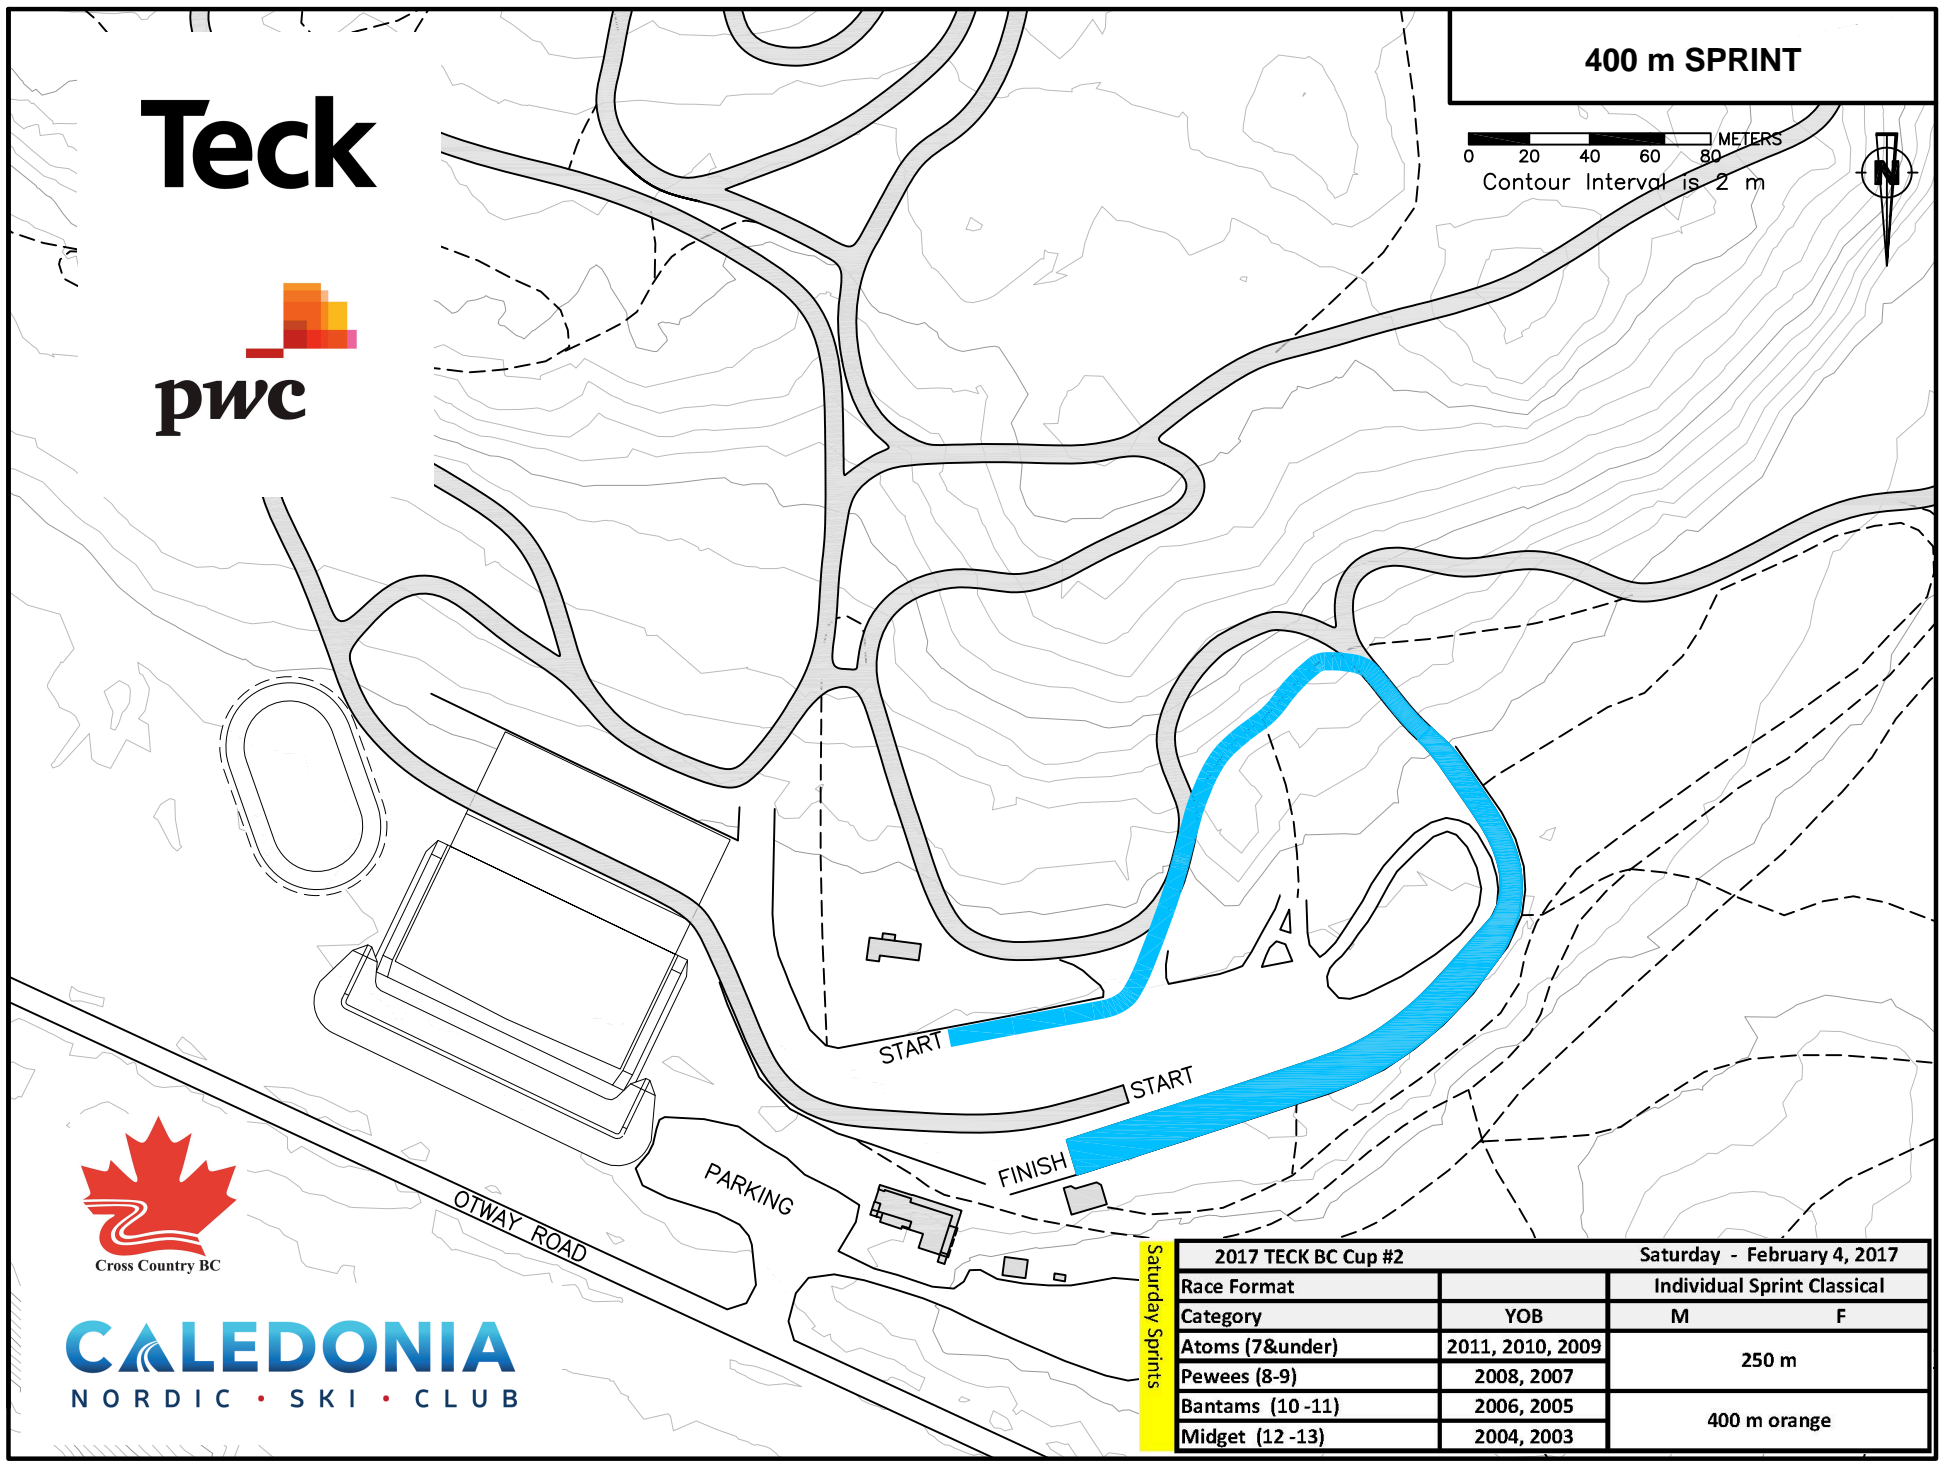 400 m SPRINT
Teck
METERS
0 20 40 60 80
Contour Interval is 2 m
N
pwc
START
START
FINISH
PARKING
OTWAY ROAD
Cross Country BC
CALEDONIA
NORDIC • SKI • CLUB
Saturday Sprints
2017 TECK BC Cup #2 Saturday - February 4, 2017
Race Format Individual Sprint Classical
Category YOB M F
Atoms (7&under) 2011, 2010, 2009
250 m
Pewees (8-9) 2008, 2007
Bantams (10 -11) 2006, 2005
400 m orange
Midget (12 -13) 2004, 2003